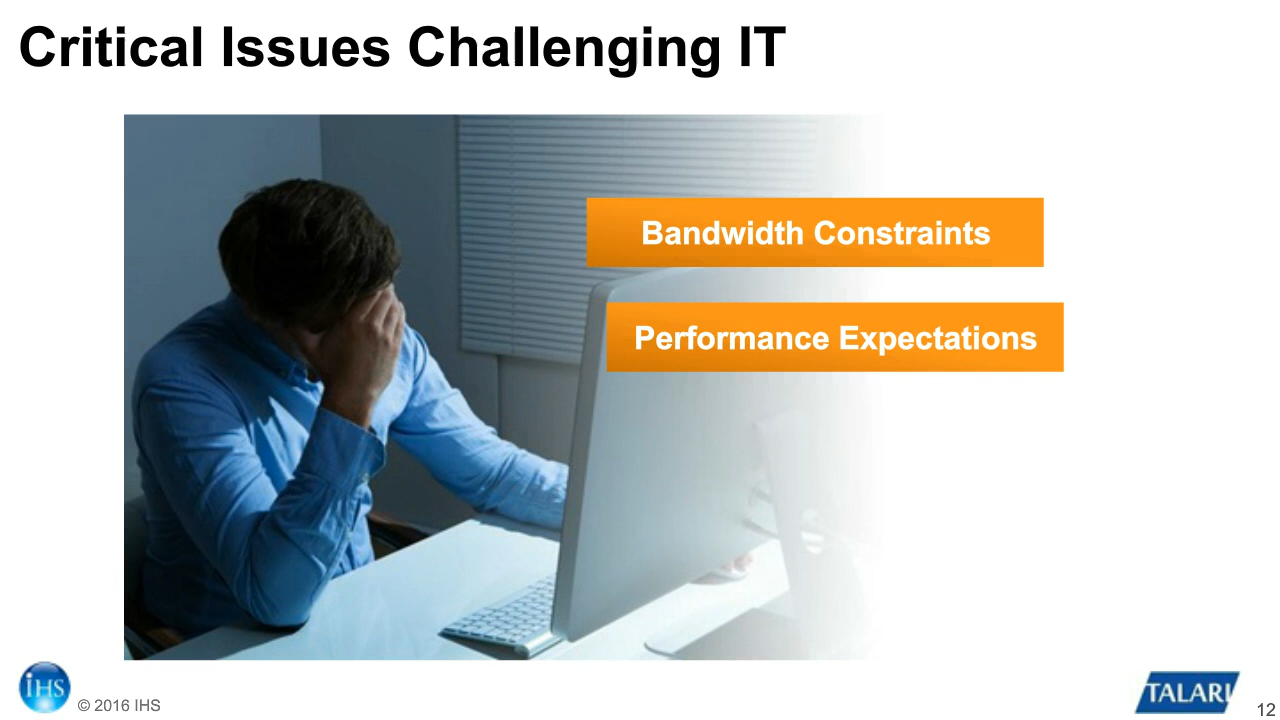 Critical Issues Challenging IT
Bandwidth Constraints
Performance Expectations
iHS
© 2016 IHS
TALARI
12